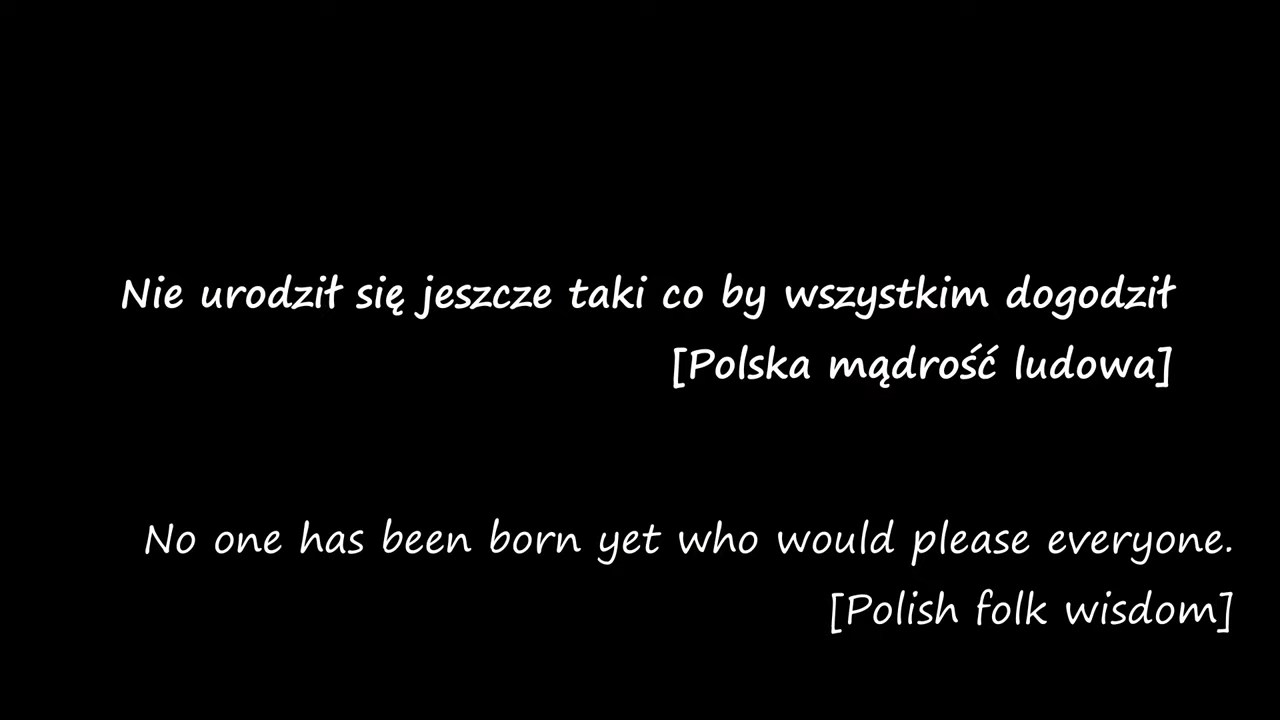 Nie urodził się jeszcze taki co by wszystkim dogodził
[Polska mądrość ludowa]
No one has been born yet who would please everyone.
[Polish folk wisdom]